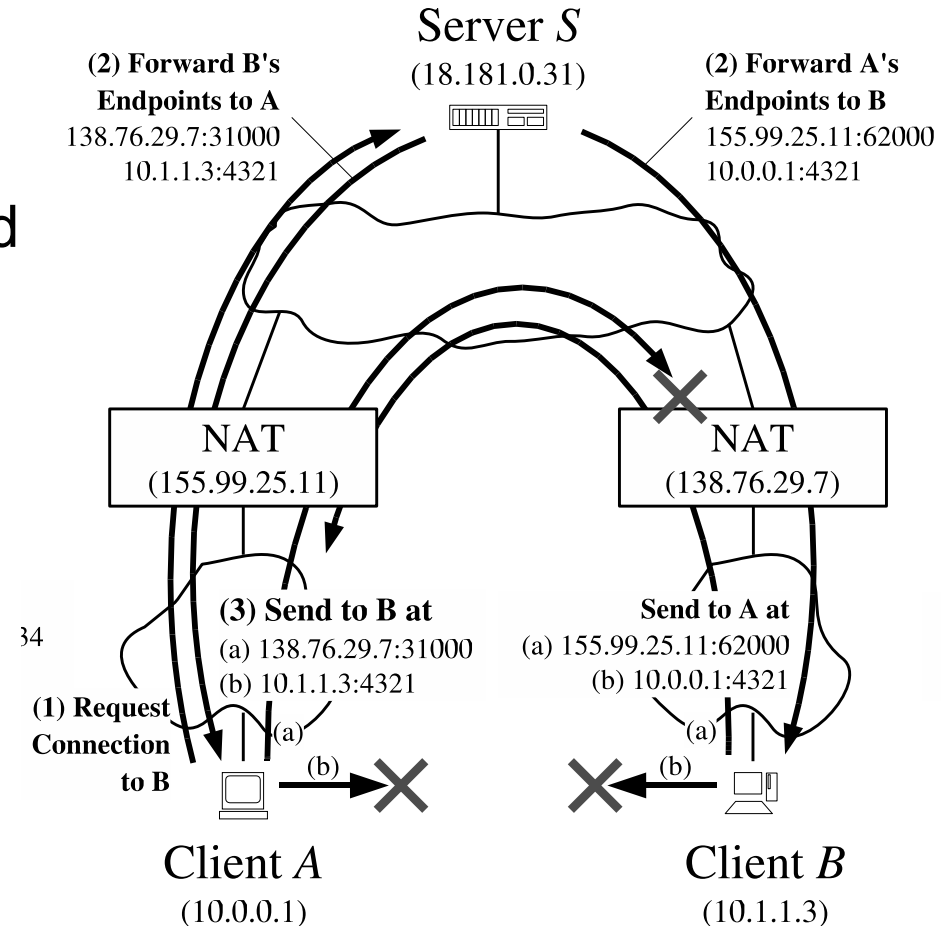 Server S
(18.181.0.31)
(2) Forward B's
Endpoints to A
138.76.29.7:31000
10.1.1.3:4321
(2) Forward A's
Endpoints to B
155.99.25.11:62000
10.0.0.1:4321
d
NAT
(155.99.25.11)
NAT
(138.76.29.7)
34
(3) Send to B at
(a) 138.76.29.7:31000
(b) 10.1.1.3:4321
Send to A at
(a) 155.99.25.11:62000
(b) 10.0.0.1:4321
(1) Request
Connection
to B
(a)
(b)
(a)
(b)
Client A
(10.0.0.1)
Client B
(10.1.1.3)